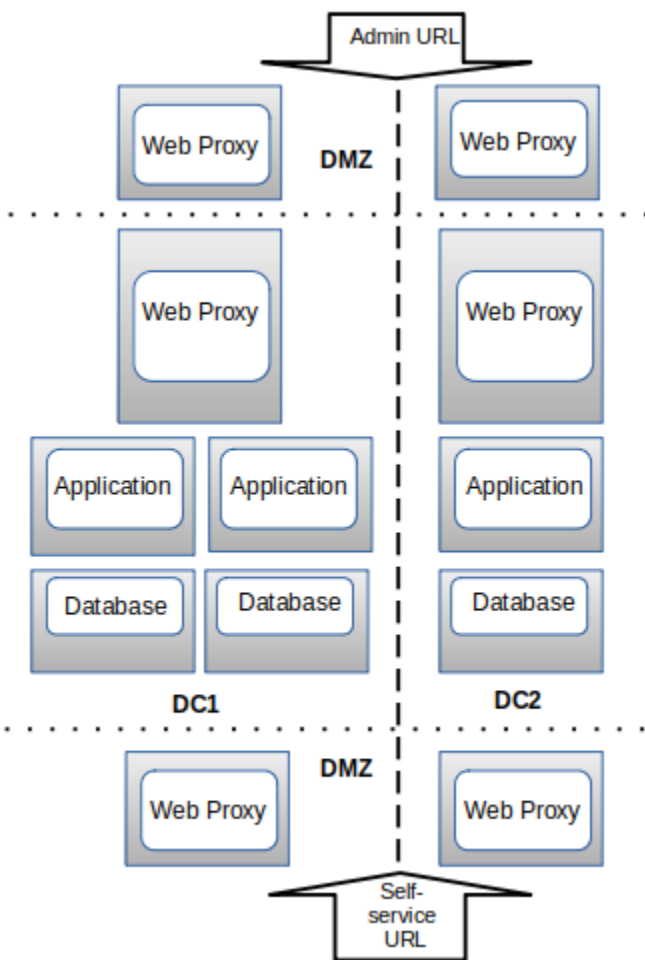 Admin URL
Web Proxy
DMZ
Web Proxy
Web Proxy
Web Proxy
Application
Application
Application
Database
Database
Database
DC1
DC2
DMZ
Web Proxy
Web Proxy
Self-
service
URL